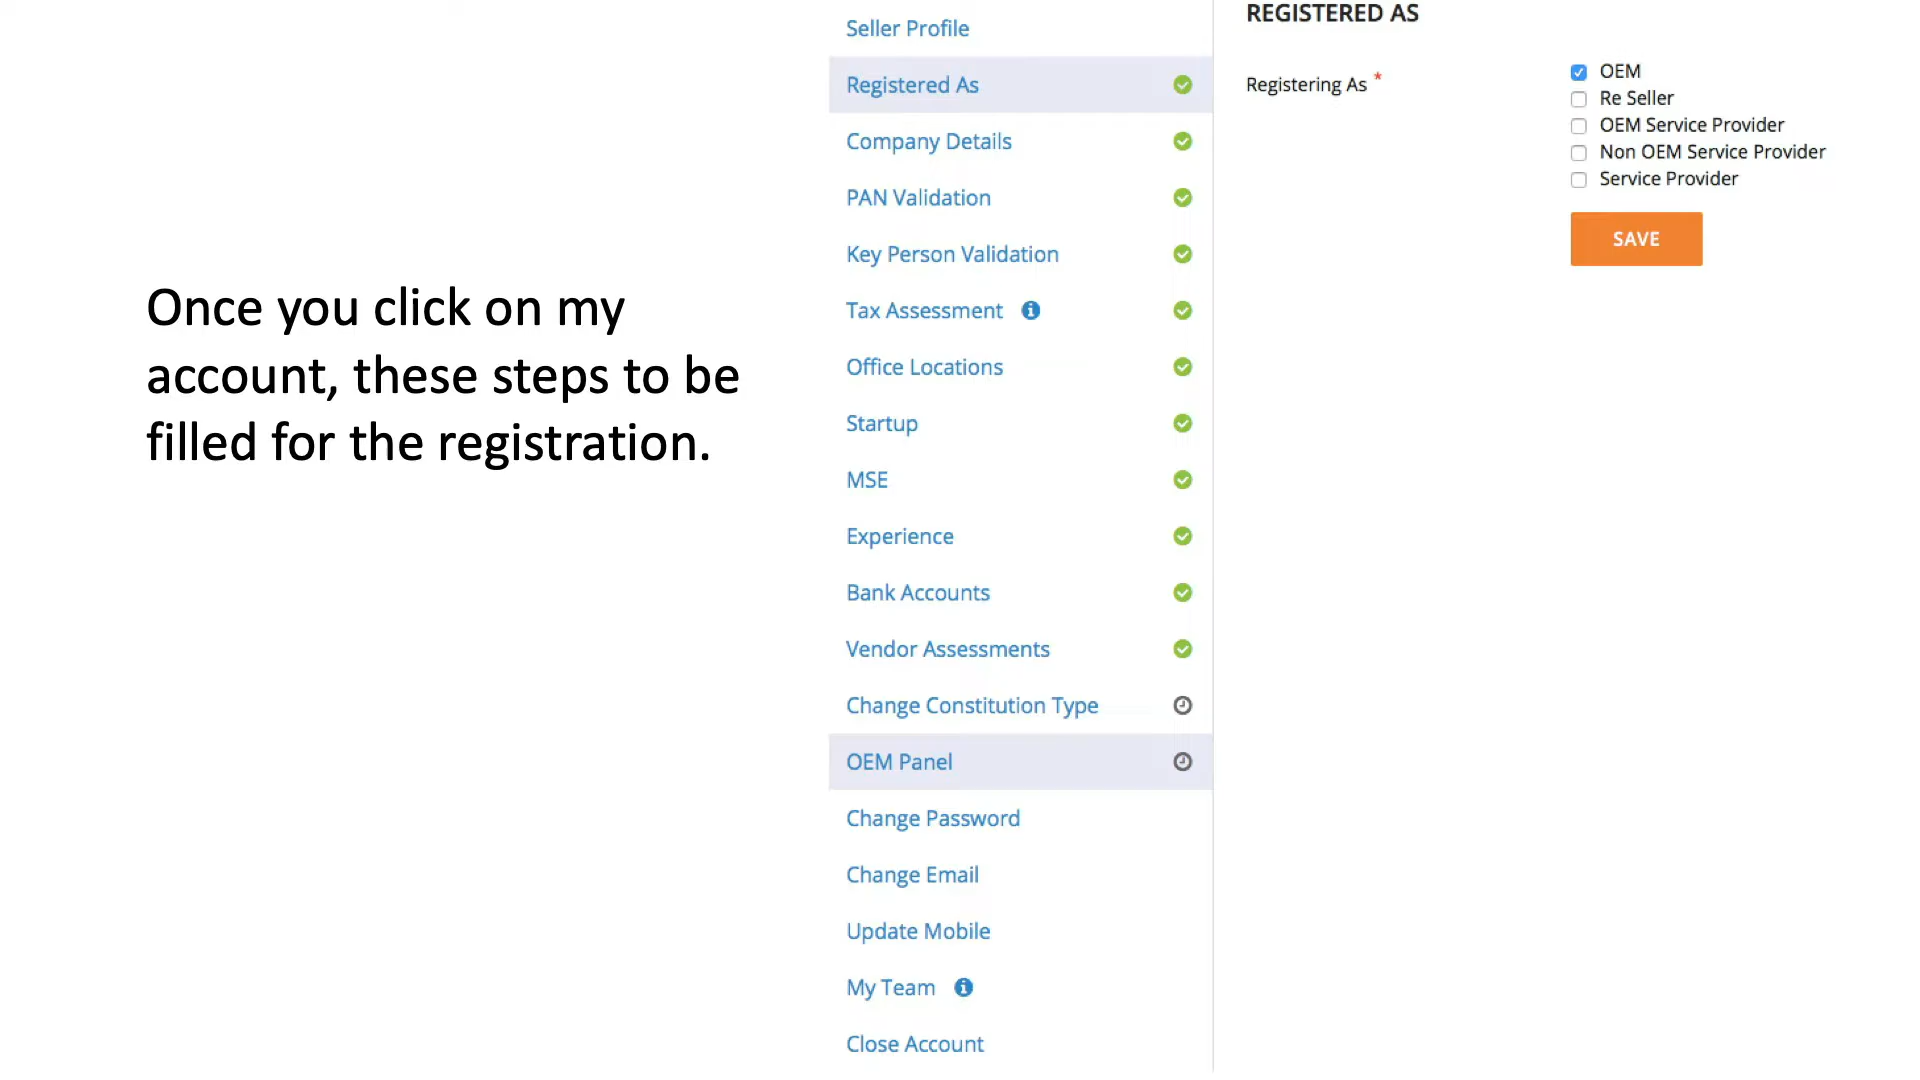 Once you click on my
account, these steps to be
filled for the registration.
Seller Profile
Registered As
Company Details
PAN Validation
Key Person Validation
Tax Assessment
Office Locations
Startup
MSE
Experience
Bank Accounts
Vendor Assessments
Change Constitution Type
OEM Panel
Change Password
Change Email
Update Mobile
My Team
Close Account
REGISTERED AS
Registering As *
OEM
Re Seller
OEM Service Provider
Non OEM Service Provider
Service Provider
SAVE